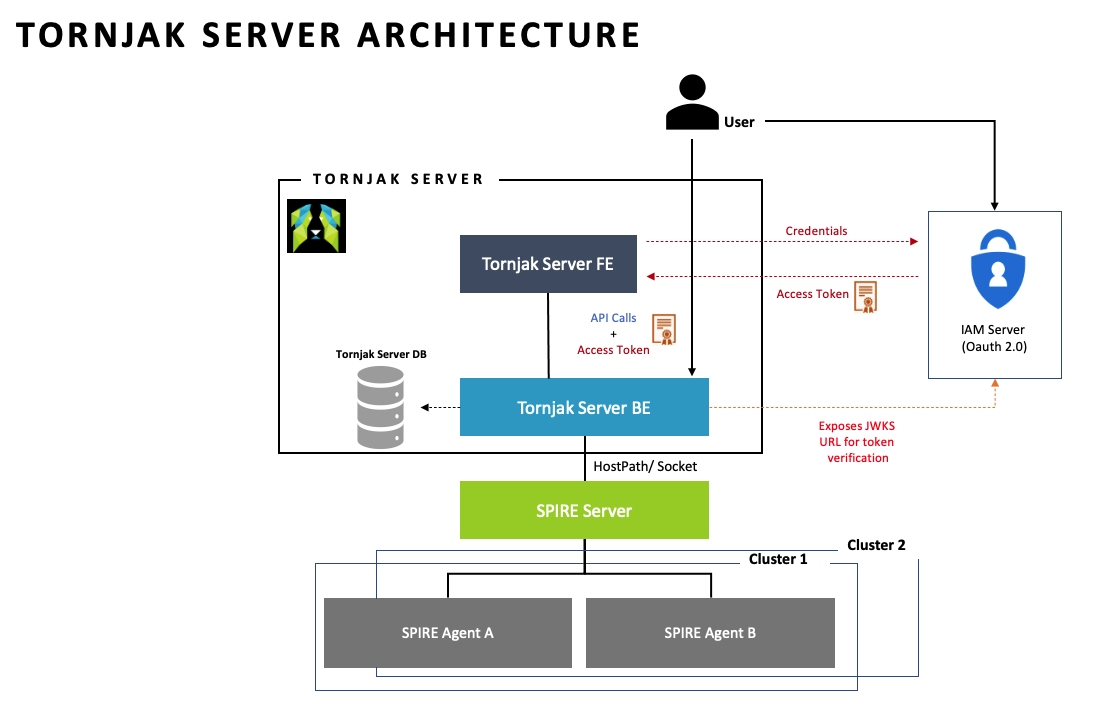 TORNJAK SERVER ARCHITECTURE
User
TORNJAK SERVER
Credentials
Tornjak Server FE
Access Token
API Calls
+
Access Token
IAM Server
(Oauth 2.0)
Tornjak Server DB
Tornjak Server BE
Exposes JWKS
URL for token
verification
HostPath/ Socket
SPIRE Server
Cluster 2
Cluster 1
SPIRE Agent A
SPIRE Agent B